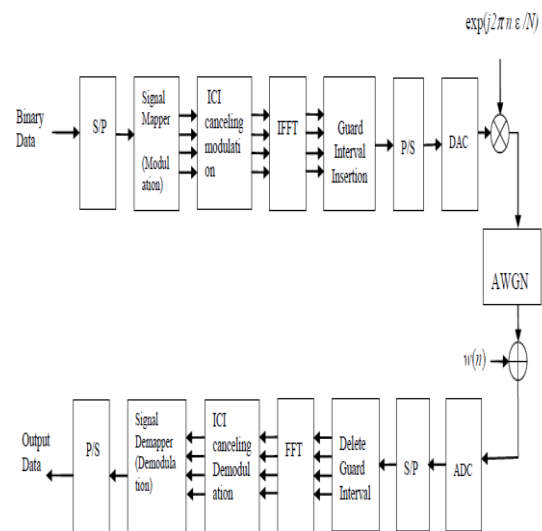 exp(j2π n ε/N)
Binary
Data
S/P
Signal
Mapper
(Modul
ation)
ICI
canceling
modulati
on
IFFT
Guard
Interval
Insertion
P/S
DAC
AWGN
w(n)
Output
Data
P/S
Signal
Demapper
(Demodula
tion)
ICI
canceling
Demodul
ation
FFT
Delete
Guard
Interval
S/P
ADC